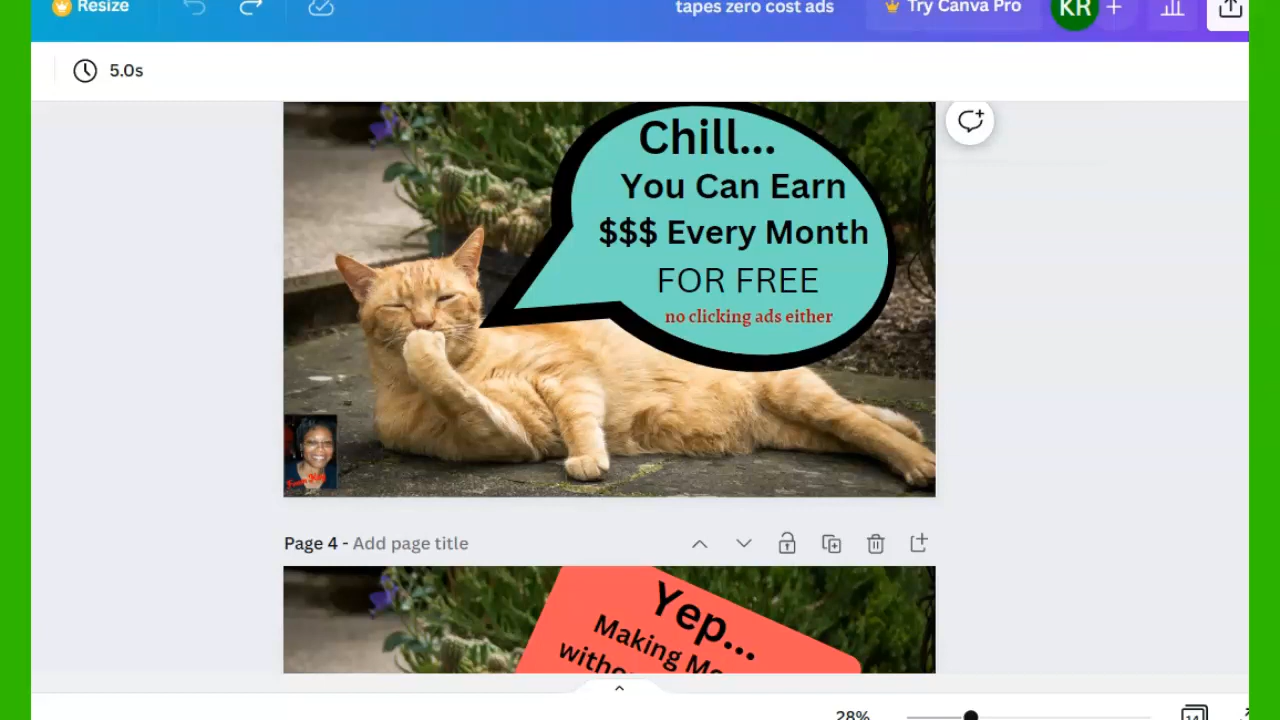 Resize
tapes zero cost ads
Try Canva Pro
KR
5.0s
Chill...
You Can Earn
$$$ Every Month
FOR FREE
no clicking ads either
Page 4 - Add page title
Yep...
Making
28%
14